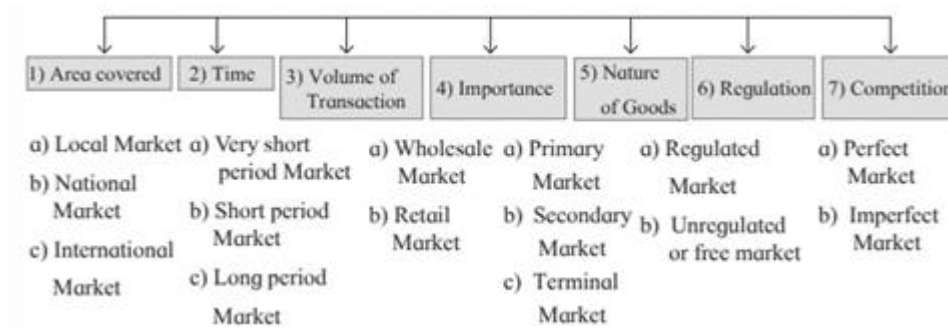 1) Area covered
2) Time
3) Volume of
Transaction
4) Importance
5) Nature
of Goods
6) Regulation
7) Competition
a) Local Market
b) National
Market
c) International
Market
a) Very short
period Market
b) Short period
Market
c) Long period
Market
a) Wholesale
Market
b) Retail
Market
a) Primary
Market
b) Secondary
Market
c) Terminal
Market
a) Regulated
Market
b) Unregulated
or free market
a) Perfect
Market
b) Imperfect
Market